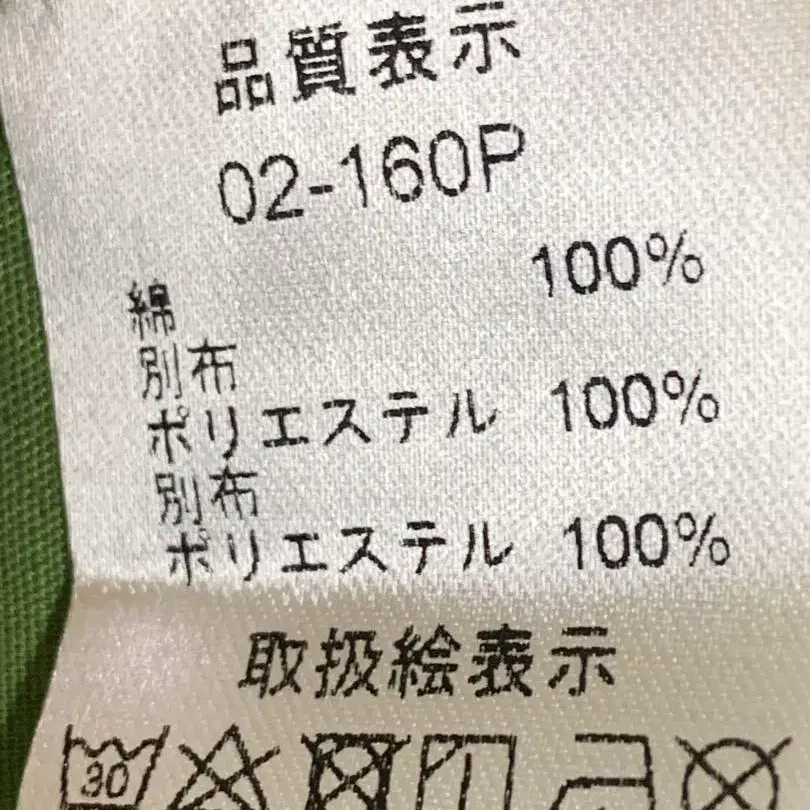 品質表示
02-160P
綿 100%
別布
ポリエステル 100%
別布
ポリエステル 100%
取扱絵表示
30